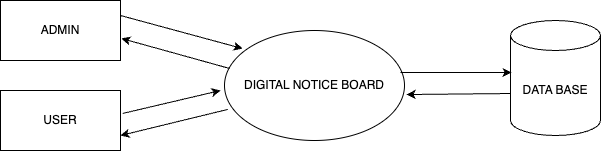 ADMIN
DIGITAL NOTICE BOARD
DATA BASE
USER